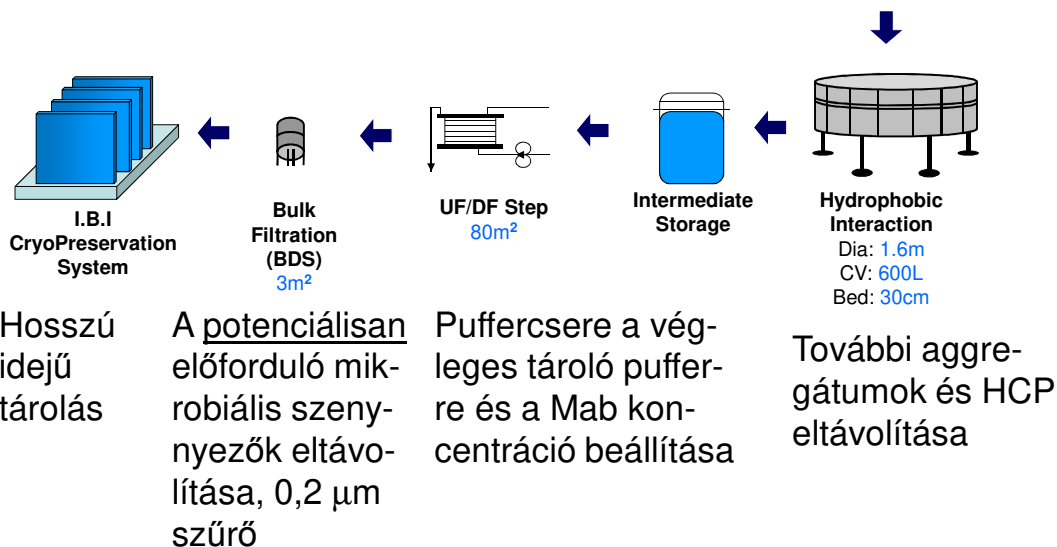 I.B.I
CryoPreservation
System
Bulk
Filtration
(BDS)
3m²
UF/DF Step
80m²
Intermediate
Storage
Hydrophobic
Interaction
Dia: 1.6m
CV: 600L
Bed: 30cm
Hosszú
idejű
tárolás
A potenciálisan
előforduló mik-
robiális szeny-
nyezők eltávo-
lítása, 0,2 μm
szűrő
Puffercsere a vég-
leges tároló puffer-
re és a Mab kon-
centráció beállítása
További aggre-
gátumok és HCP
eltávolítása